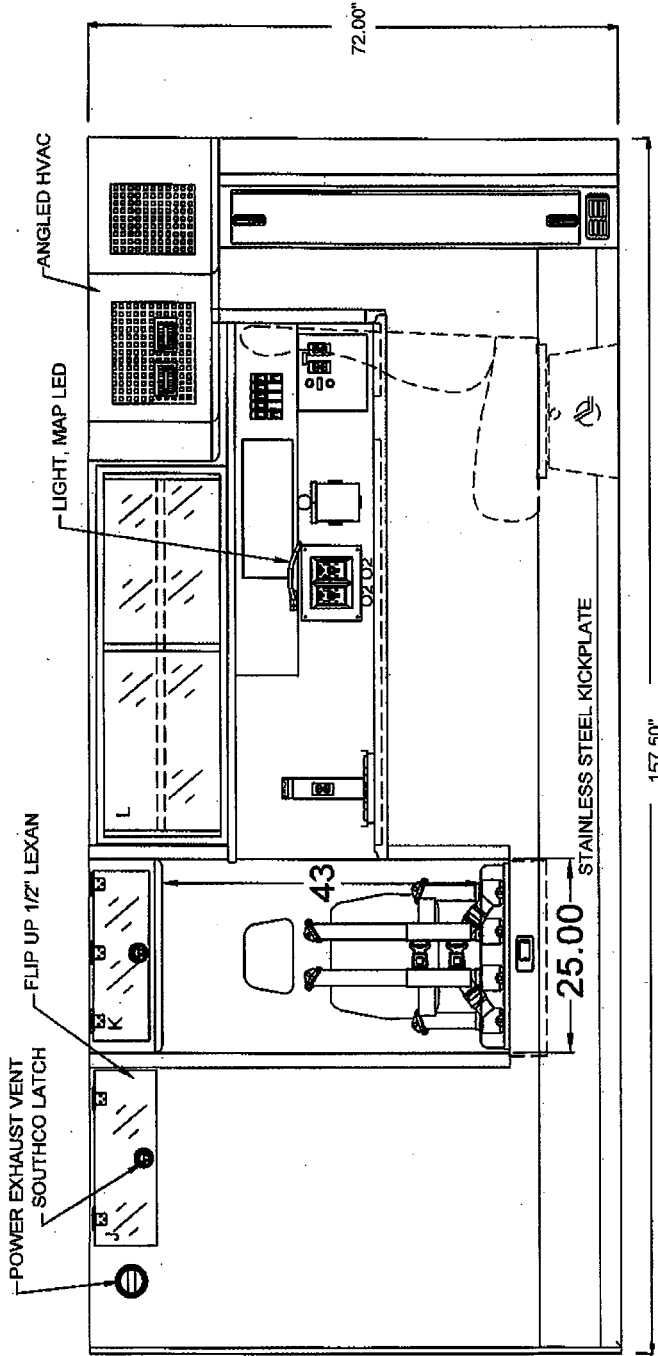 POWER EXHAUST VENT
SOUTHCO LATCH
FLIP UP 1/2" LEXAN
LIGHT, MAP LED
ANGLED HVAC
72.00"
J
K
L
43
O2 O2
25.00
STAINLESS STEEL KICKPLATE
157.50"